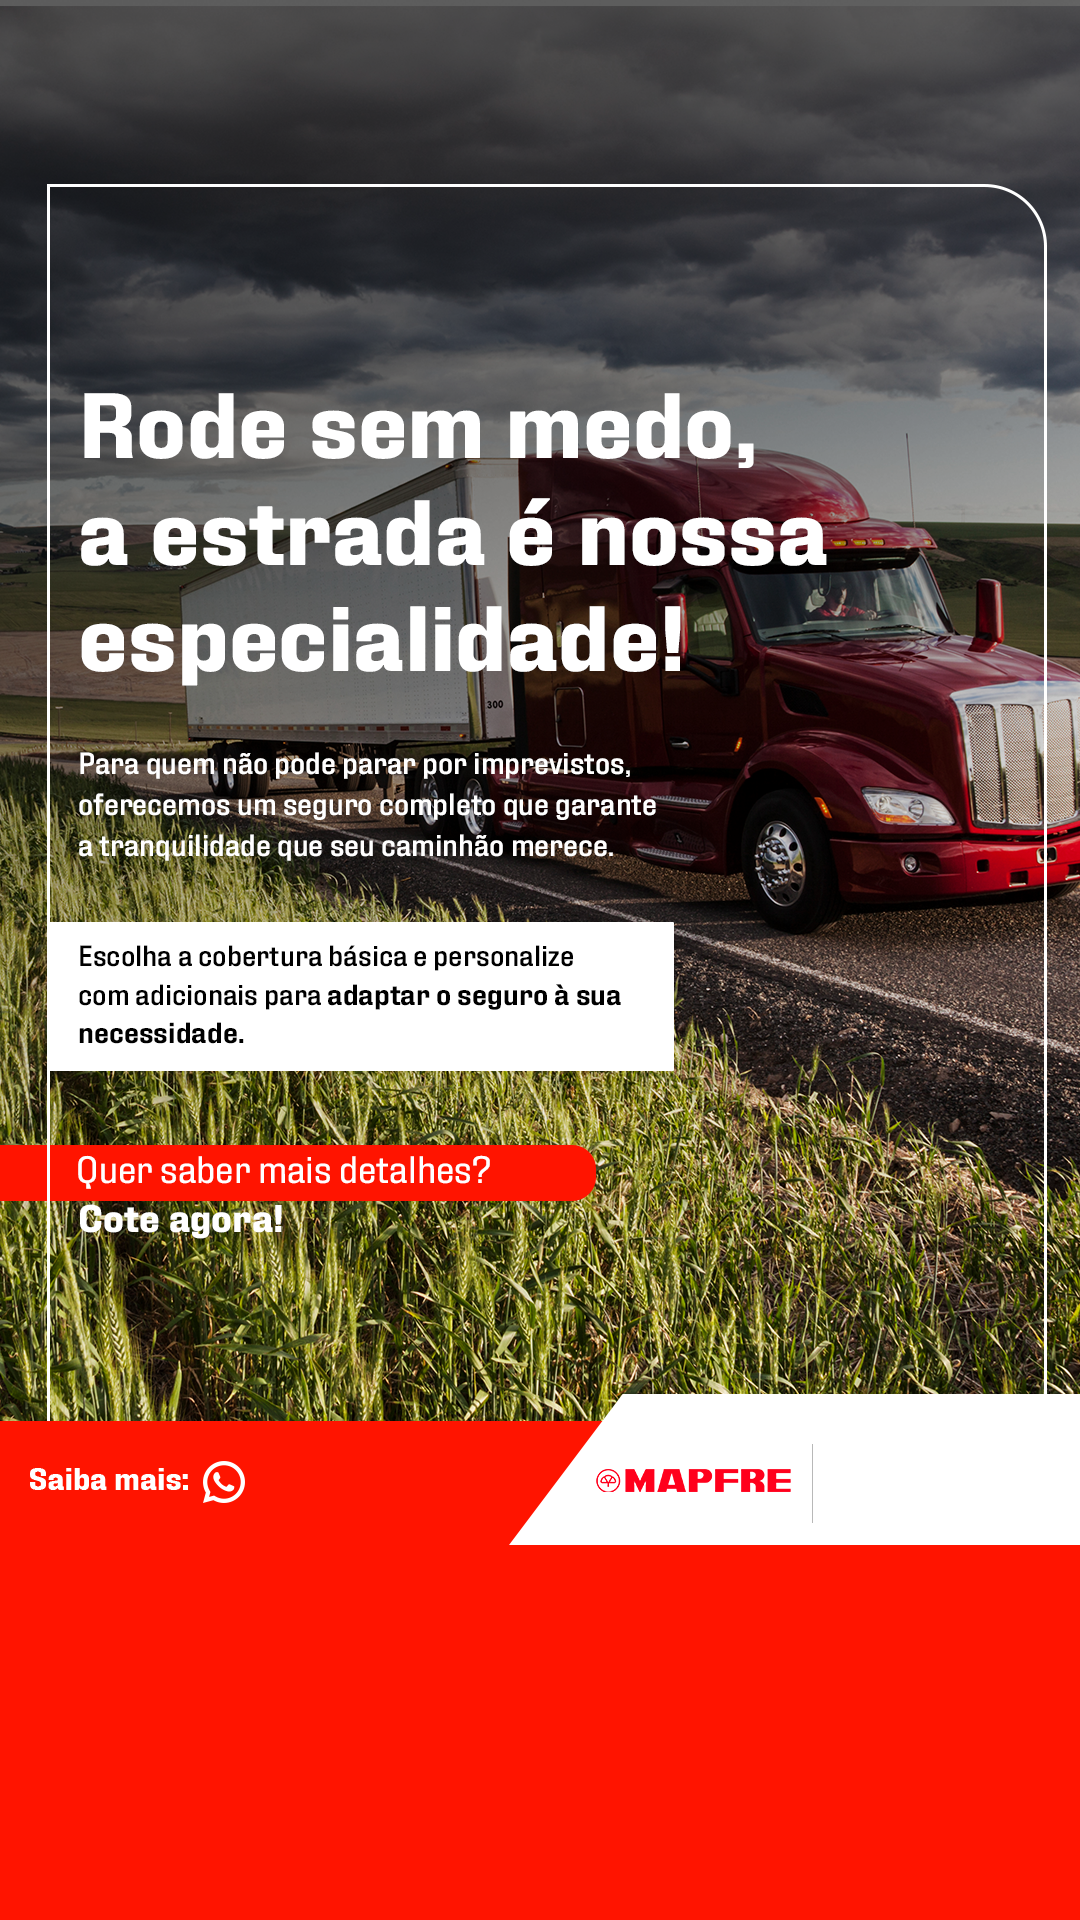 Rode sem medo,
a estrada é nossa
especialidade!
300
Para quem não pode parar por imprevistos,
oferecemos um seguro completo que garante
a tranquilidade que seu caminhão merece.
Escolha a cobertura básica e personalize
com adicionais para adaptar o seguro à sua
necessidade.
Quer saber mais detalhes?
Cote agora!
Saiba mais:
MAPFRE